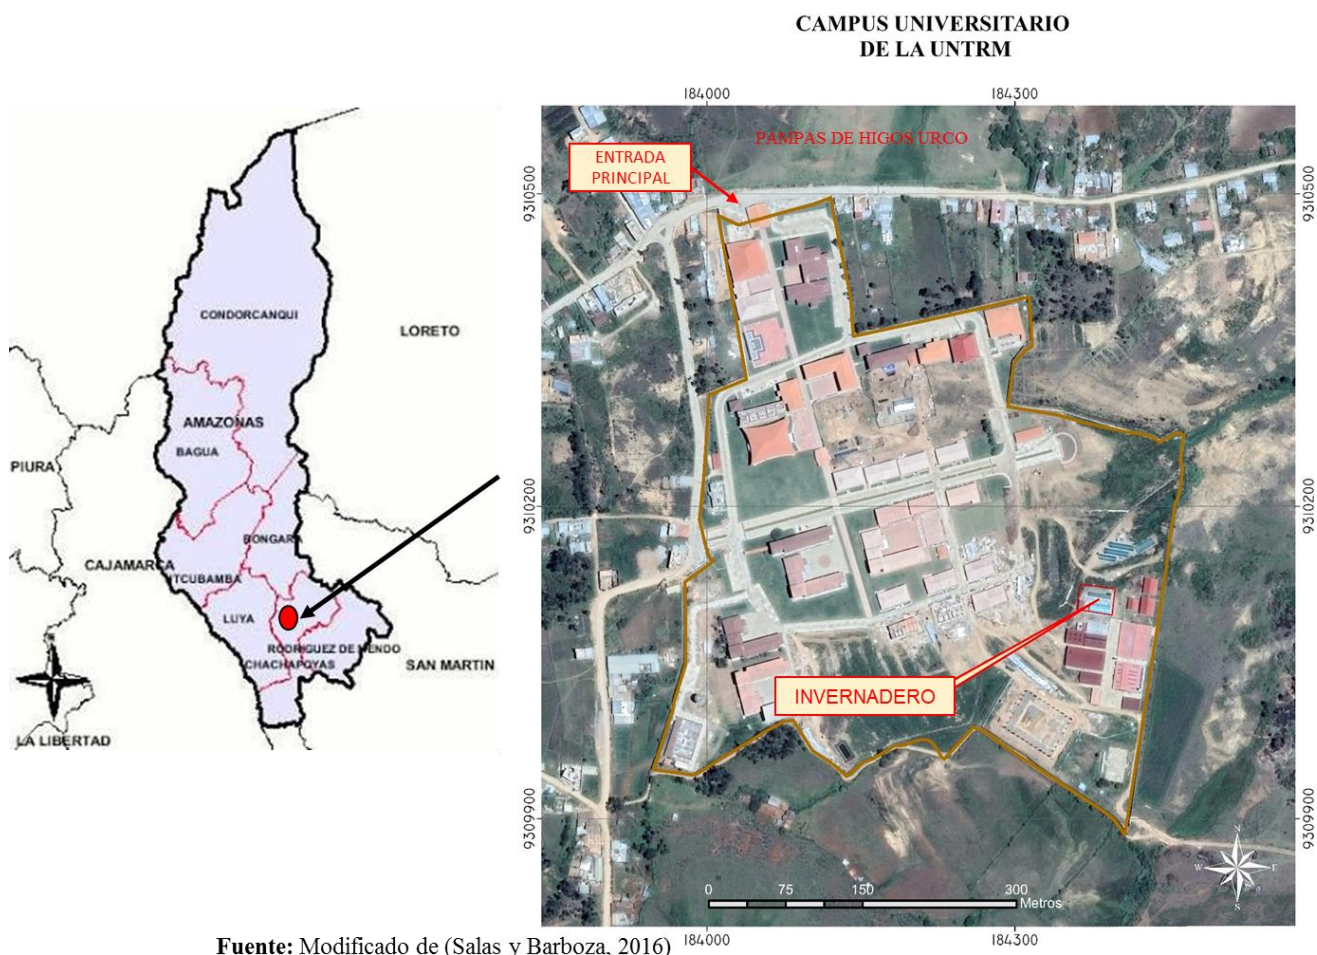 CAMPUS UNIVERSITARIO
DE LA UNTRM
184000
184300
PAMPAS DE HIGOS URCO
ENTRADA
PRINCIPAL
9310500
9310500
CONDORCANQUI
LORETO
AMAZONAS
BAGUA
PIURA
9310200
9310200
BONGARA
CAJAMARCA
UTCUBAMBA
LUYA
RODRIGUEZ DE MENDO
CHACHAPOYAS
SAN MARTIN
INVERNADERO
LA LIBERTAD
9309900
9309900
N
W
E
S
0
75
150
300
Metros
184000
184300
Fuente: Modificado de (Salas y Barboza, 2016)